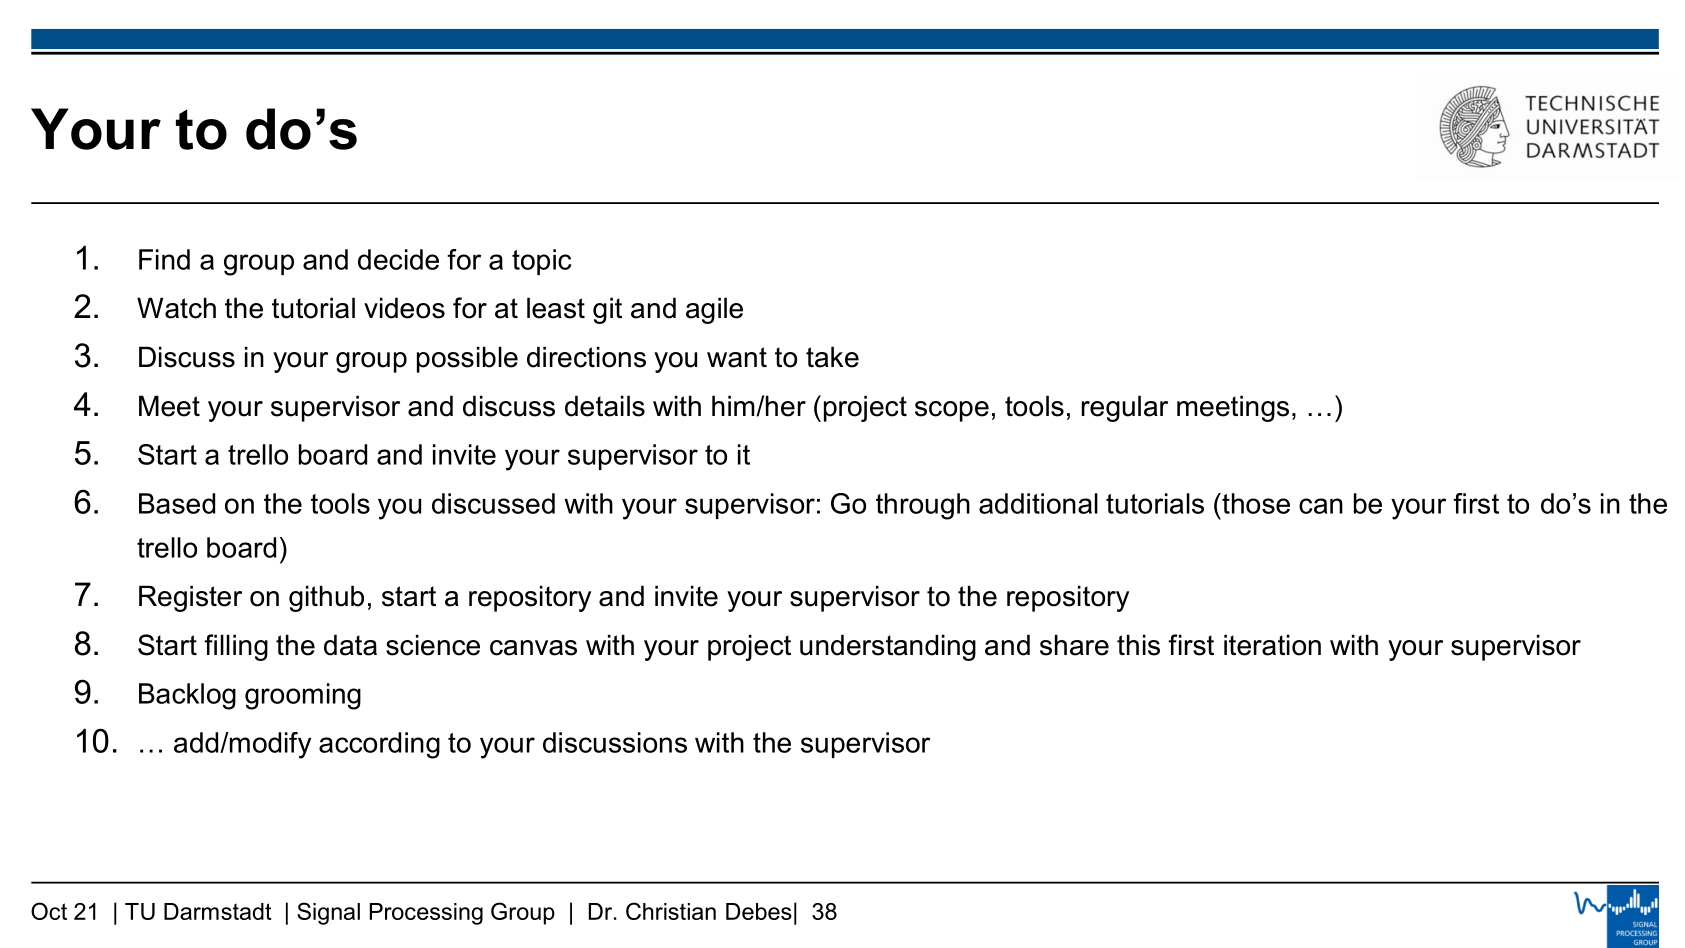 Your to do’s
TECHNISCHE
UNIVERSITÄT
DARMSTADT
1. Find a group and decide for a topic
2. Watch the tutorial videos for at least git and agile
3. Discuss in your group possible directions you want to take
4. Meet your supervisor and discuss details with him/her (project scope, tools, regular meetings, …)
5. Start a trello board and invite your supervisor to it
6. Based on the tools you discussed with your supervisor: Go through additional tutorials (those can be your first to do’s in the
trello board)
7. Register on github, start a repository and invite your supervisor to the repository
8. Start filling the data science canvas with your project understanding and share this first iteration with your supervisor
9. Backlog grooming
10. … add/modify according to your discussions with the supervisor
Oct 21 | TU Darmstadt | Signal Processing Group | Dr. Christian Debes| 38
SIGNAL
PROCESSING
GROUP